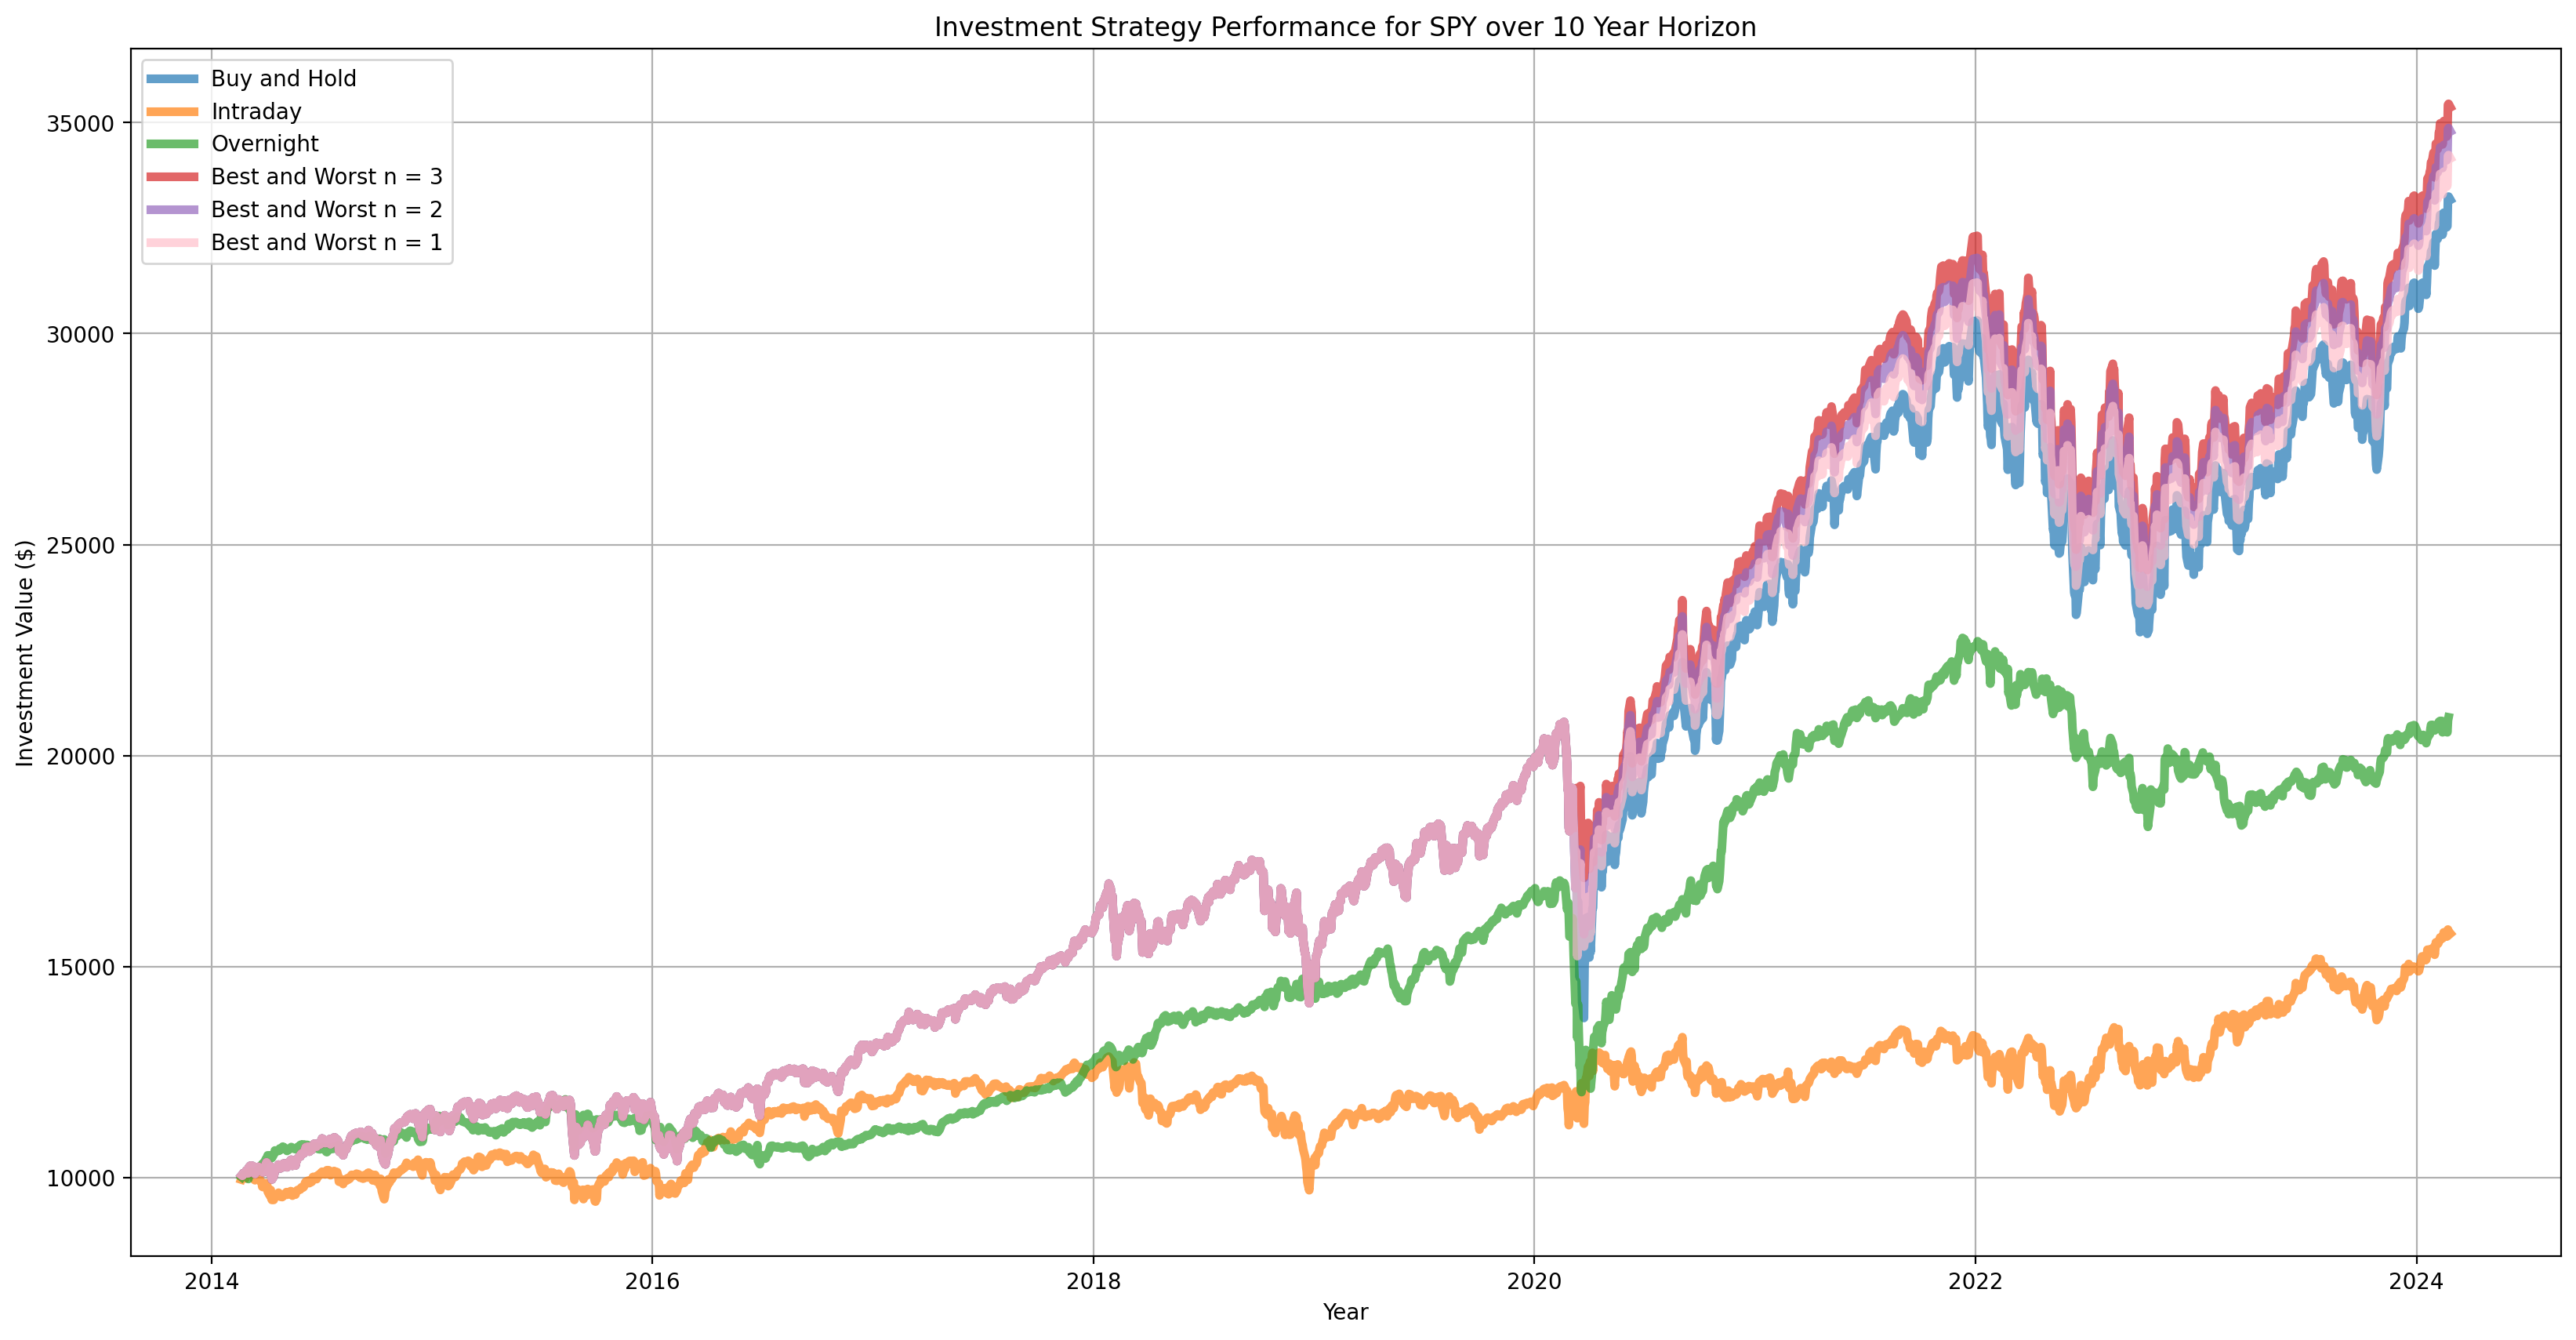 Investment Strategy Performance for SPY over 10 Year Horizon
Buy and Hold
Intraday
Overnight
Best and Worst n = 3
Best and Worst n = 2
Best and Worst n = 1
Investment Value ($)
35000
30000
25000
20000
15000
10000
2014
2016
2018
2020
2022
2024
Year